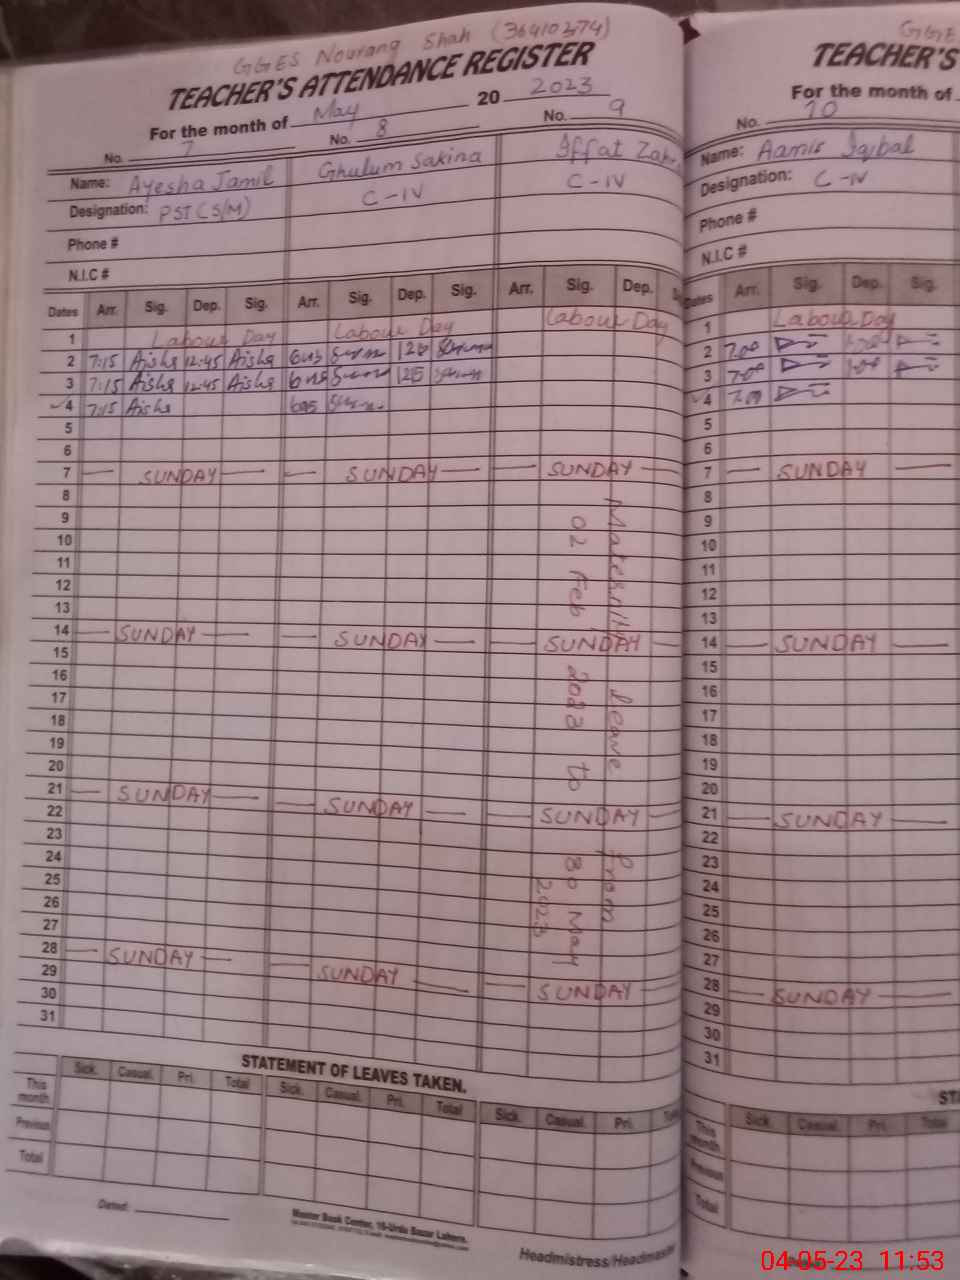 GGES Nourang Shah (36410274)
TEACHER'S ATTENDANCE REGISTER
For the month of May 20 2023
No. 7 No. 8 No. 9
Name: Ayesha Jamil Ghulum Sakina Iffat Zah
Designation: PST (S/M) C-IV C-IV
Phone #
N.I.C #
Dates Arr. Sig. Dep. Sig. Arr. Sig. Dep. Sig. Arr. Sig. Dep.
1 Labour Day Labour Day Labour Day
2 7:15 Aisha 12:45 Aisha
3 7:15 Aisha 12:45 Aisha
4 7:15 Aisha
5
6
7 SUNDAY SUNDAY SUNDAY
8
9
10
11
12
13
14 SUNDAY SUNDAY SUNDAY
15
16
17
18
19
20
21 SUNDAY SUNDAY SUNDAY
22
23
24
25
26
27
28 SUNDAY SUNDAY SUNDAY
29
30
31
Maternity Leave from
02 Feb 2023 to 30 May
2023
STATEMENT OF LEAVES TAKEN.
Sick. Casual. Pri. Total Sick. Casual. Pri. Total Sick. Casual. Pri.
This month
Previous
Total
Dated:
Master Book Center, 16-Urdu Bazar Lahore.
Headmistress/Headmaster
GGES
TEACHER'S
For the month of
No. 10
Name: Aamir Iqbal
Designation: C-IV
Phone #
N.I.C #
Dates Arr. Sig. Dep. Sig.
1 Labour Day
2 7:00
3 7:00
4 7:00
5
6
7 SUNDAY
8
9
10
11
12
13
14 SUNDAY
15
16
17
18
19
20
21 SUNDAY
22
23
24
25
26
27
28 SUNDAY
29
30
31
Sick. Casual. Pri. Total
This month
Previous
Total
04-05-23 11:53